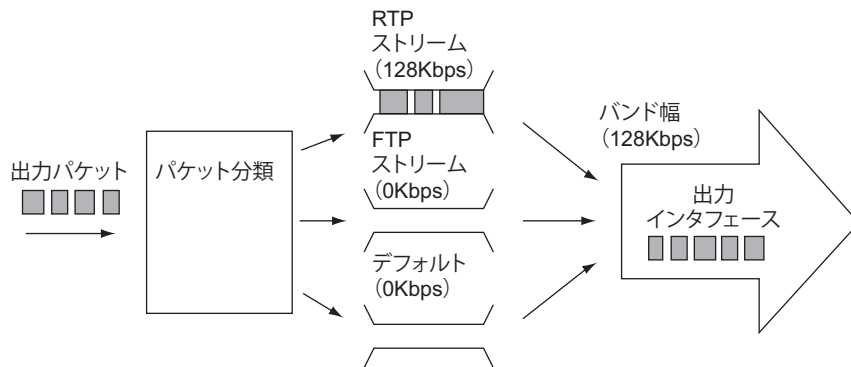 出力パケット
パケット分類
RTP
ストリーム
（128Kbps）
FTP
ストリーム
（0Kbps）
デフォルト
（0Kbps）
バンド幅
（128Kbps）
出力
インタフェース